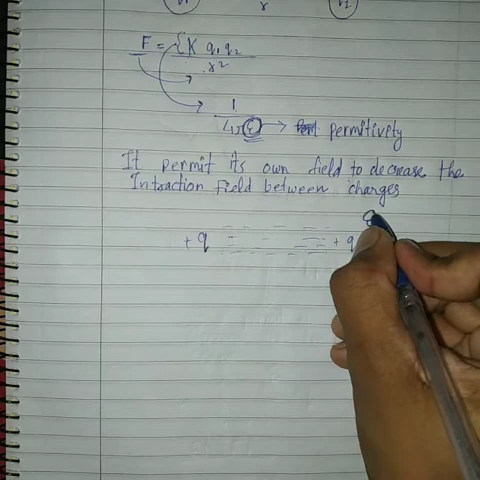 r
F = K q1 q2
r2
1
4π ε → permitivity
It permit its own field to decrease the
Intraction field between charges
+ q + q